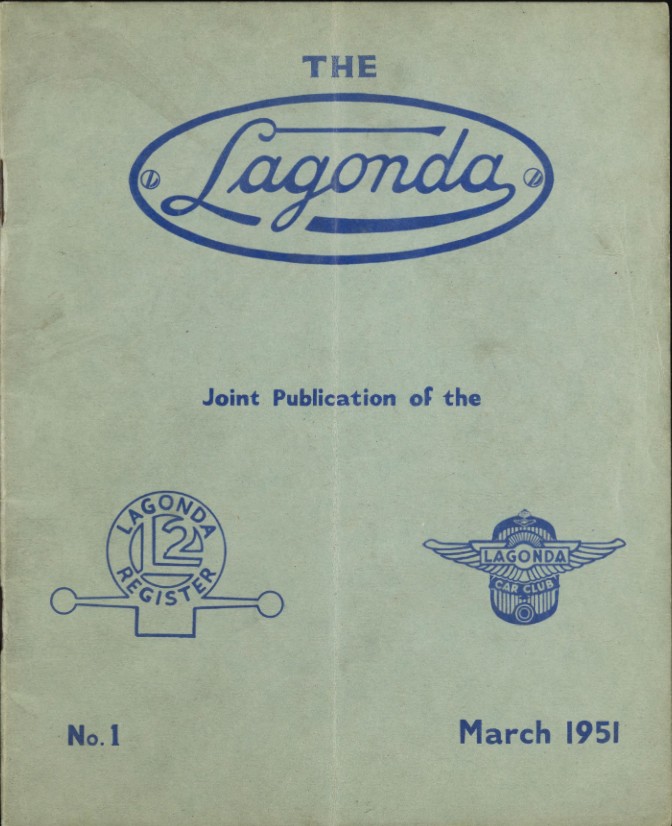 THE
Lagonda
Joint Publication of the
LAGONDA
L2
REGISTER
LAGONDA
CAR CLUB
No. 1
March 1951